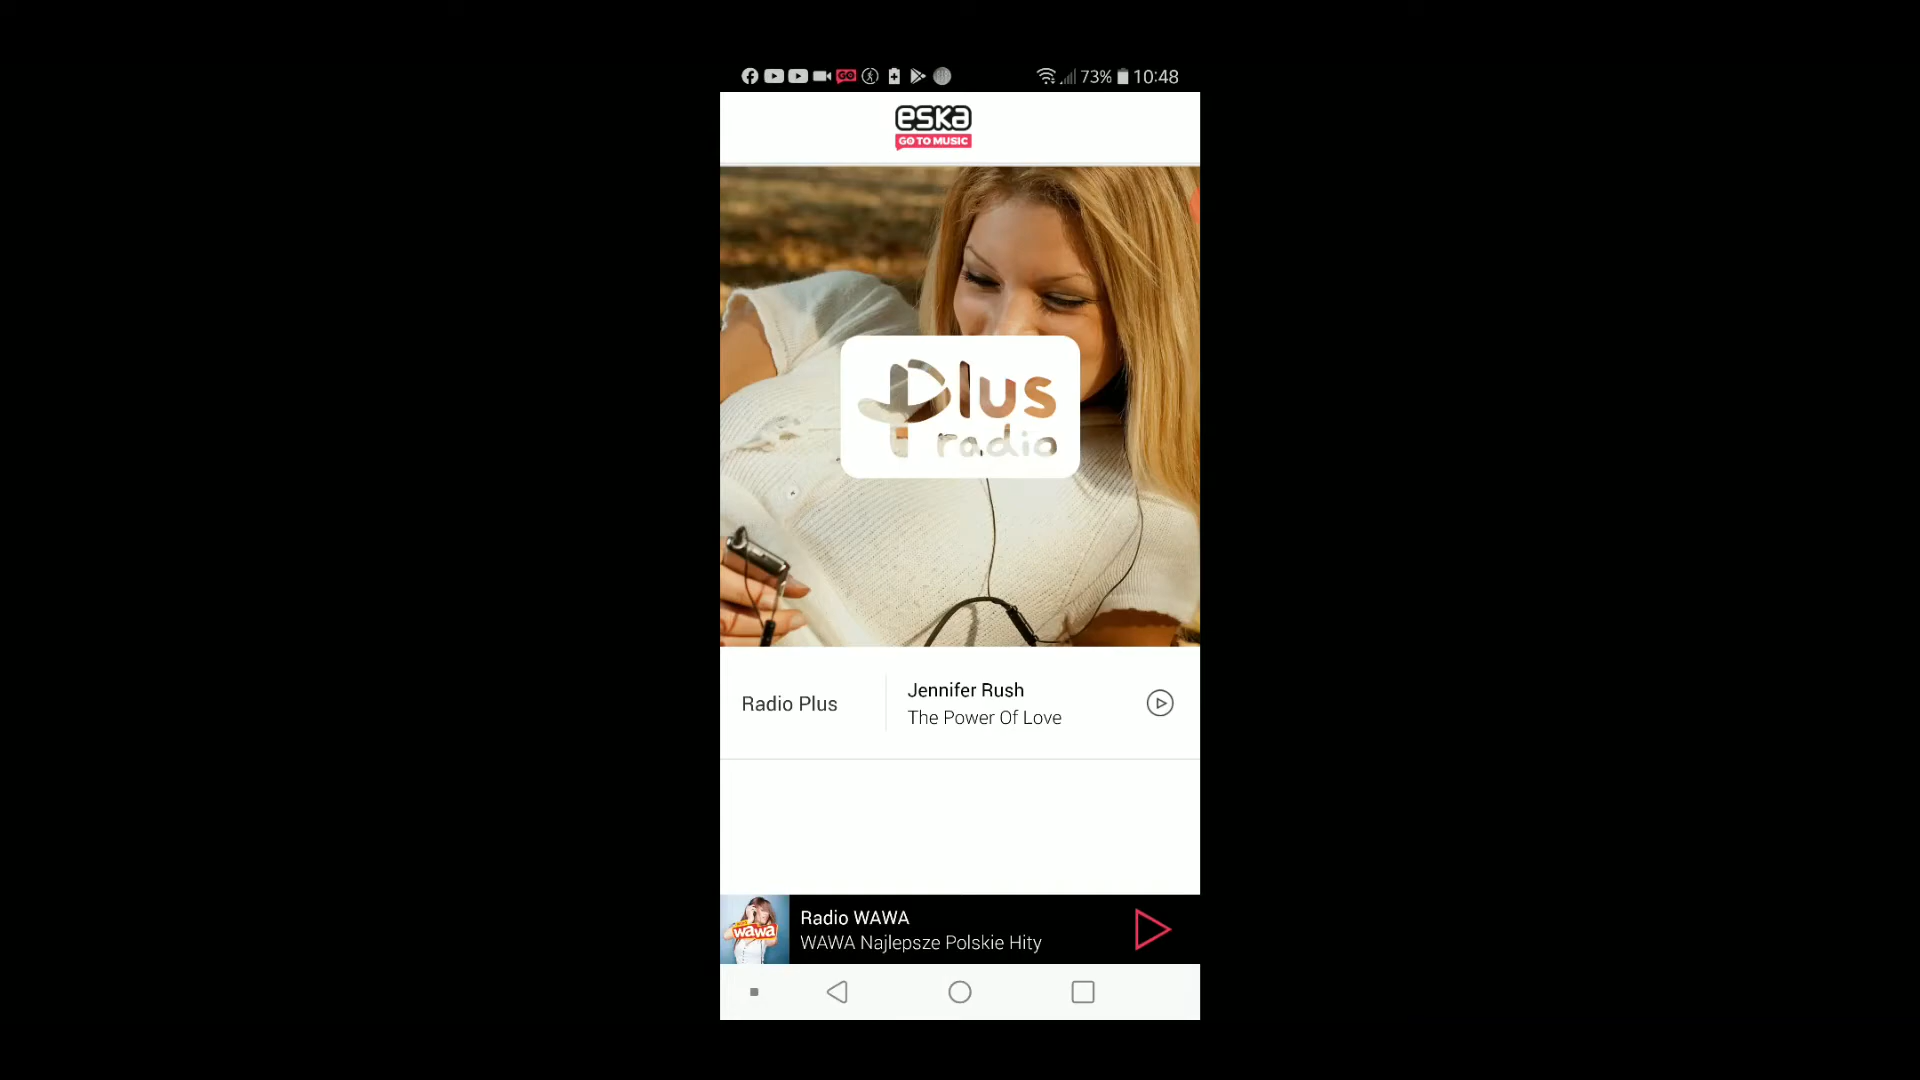 GO
73%
10:48
eska
GO TO MUSIC
Plus
radio
Radio Plus
Jennifer Rush
The Power Of Love
wawa
Radio WAWA
WAWA Najlepsze Polskie Hity